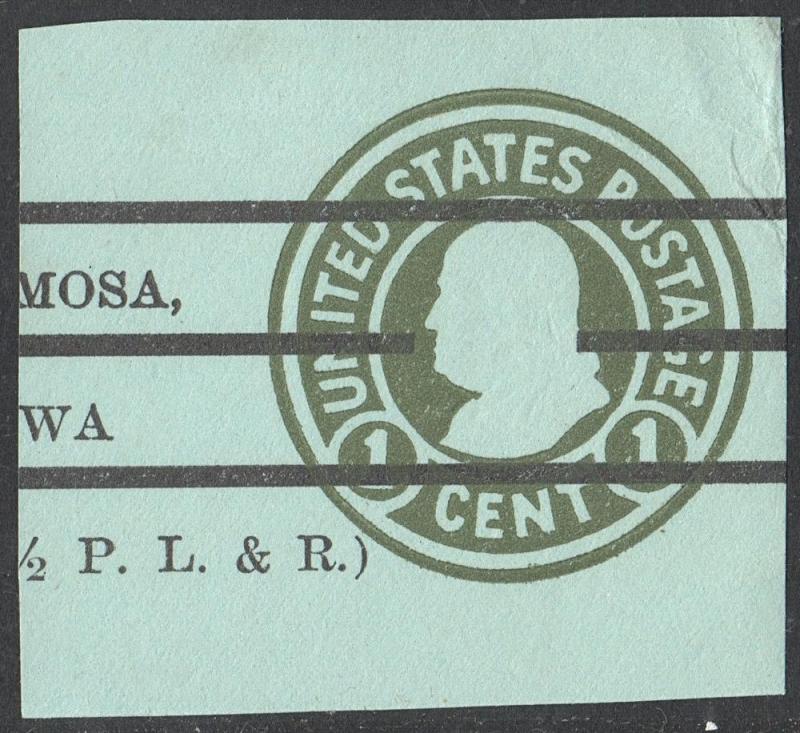 UNITED STATES POSTAGE
MOSA,
WA
1 CENT 1
½ P. L. & R.)